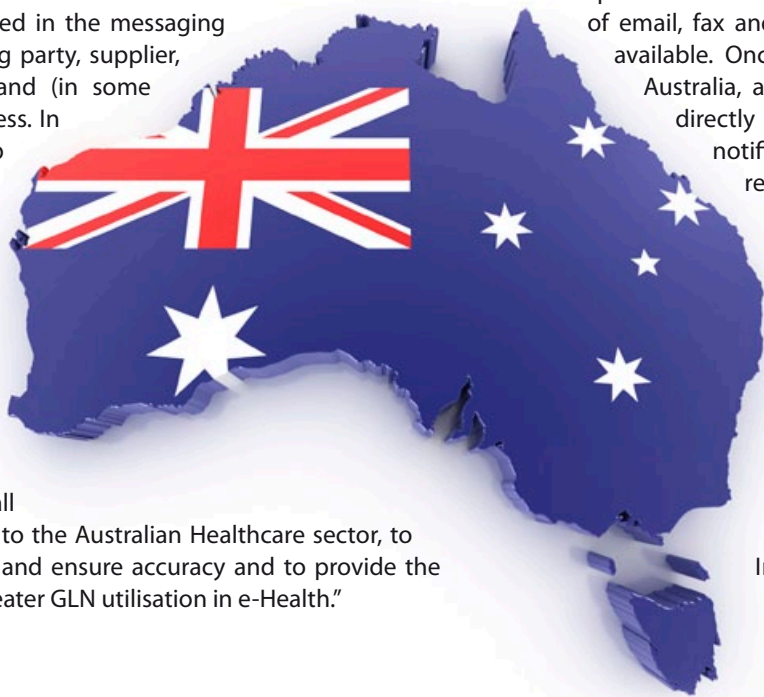 ed in the messaging
g party, supplier,
and (in some
ess. In
all
to the Australian Healthcare sector, to
and ensure accuracy and to provide the
eater GLN utilisation in e-Health.”
of email, fax and
available. Onc
Australia, a
directly
notif
re